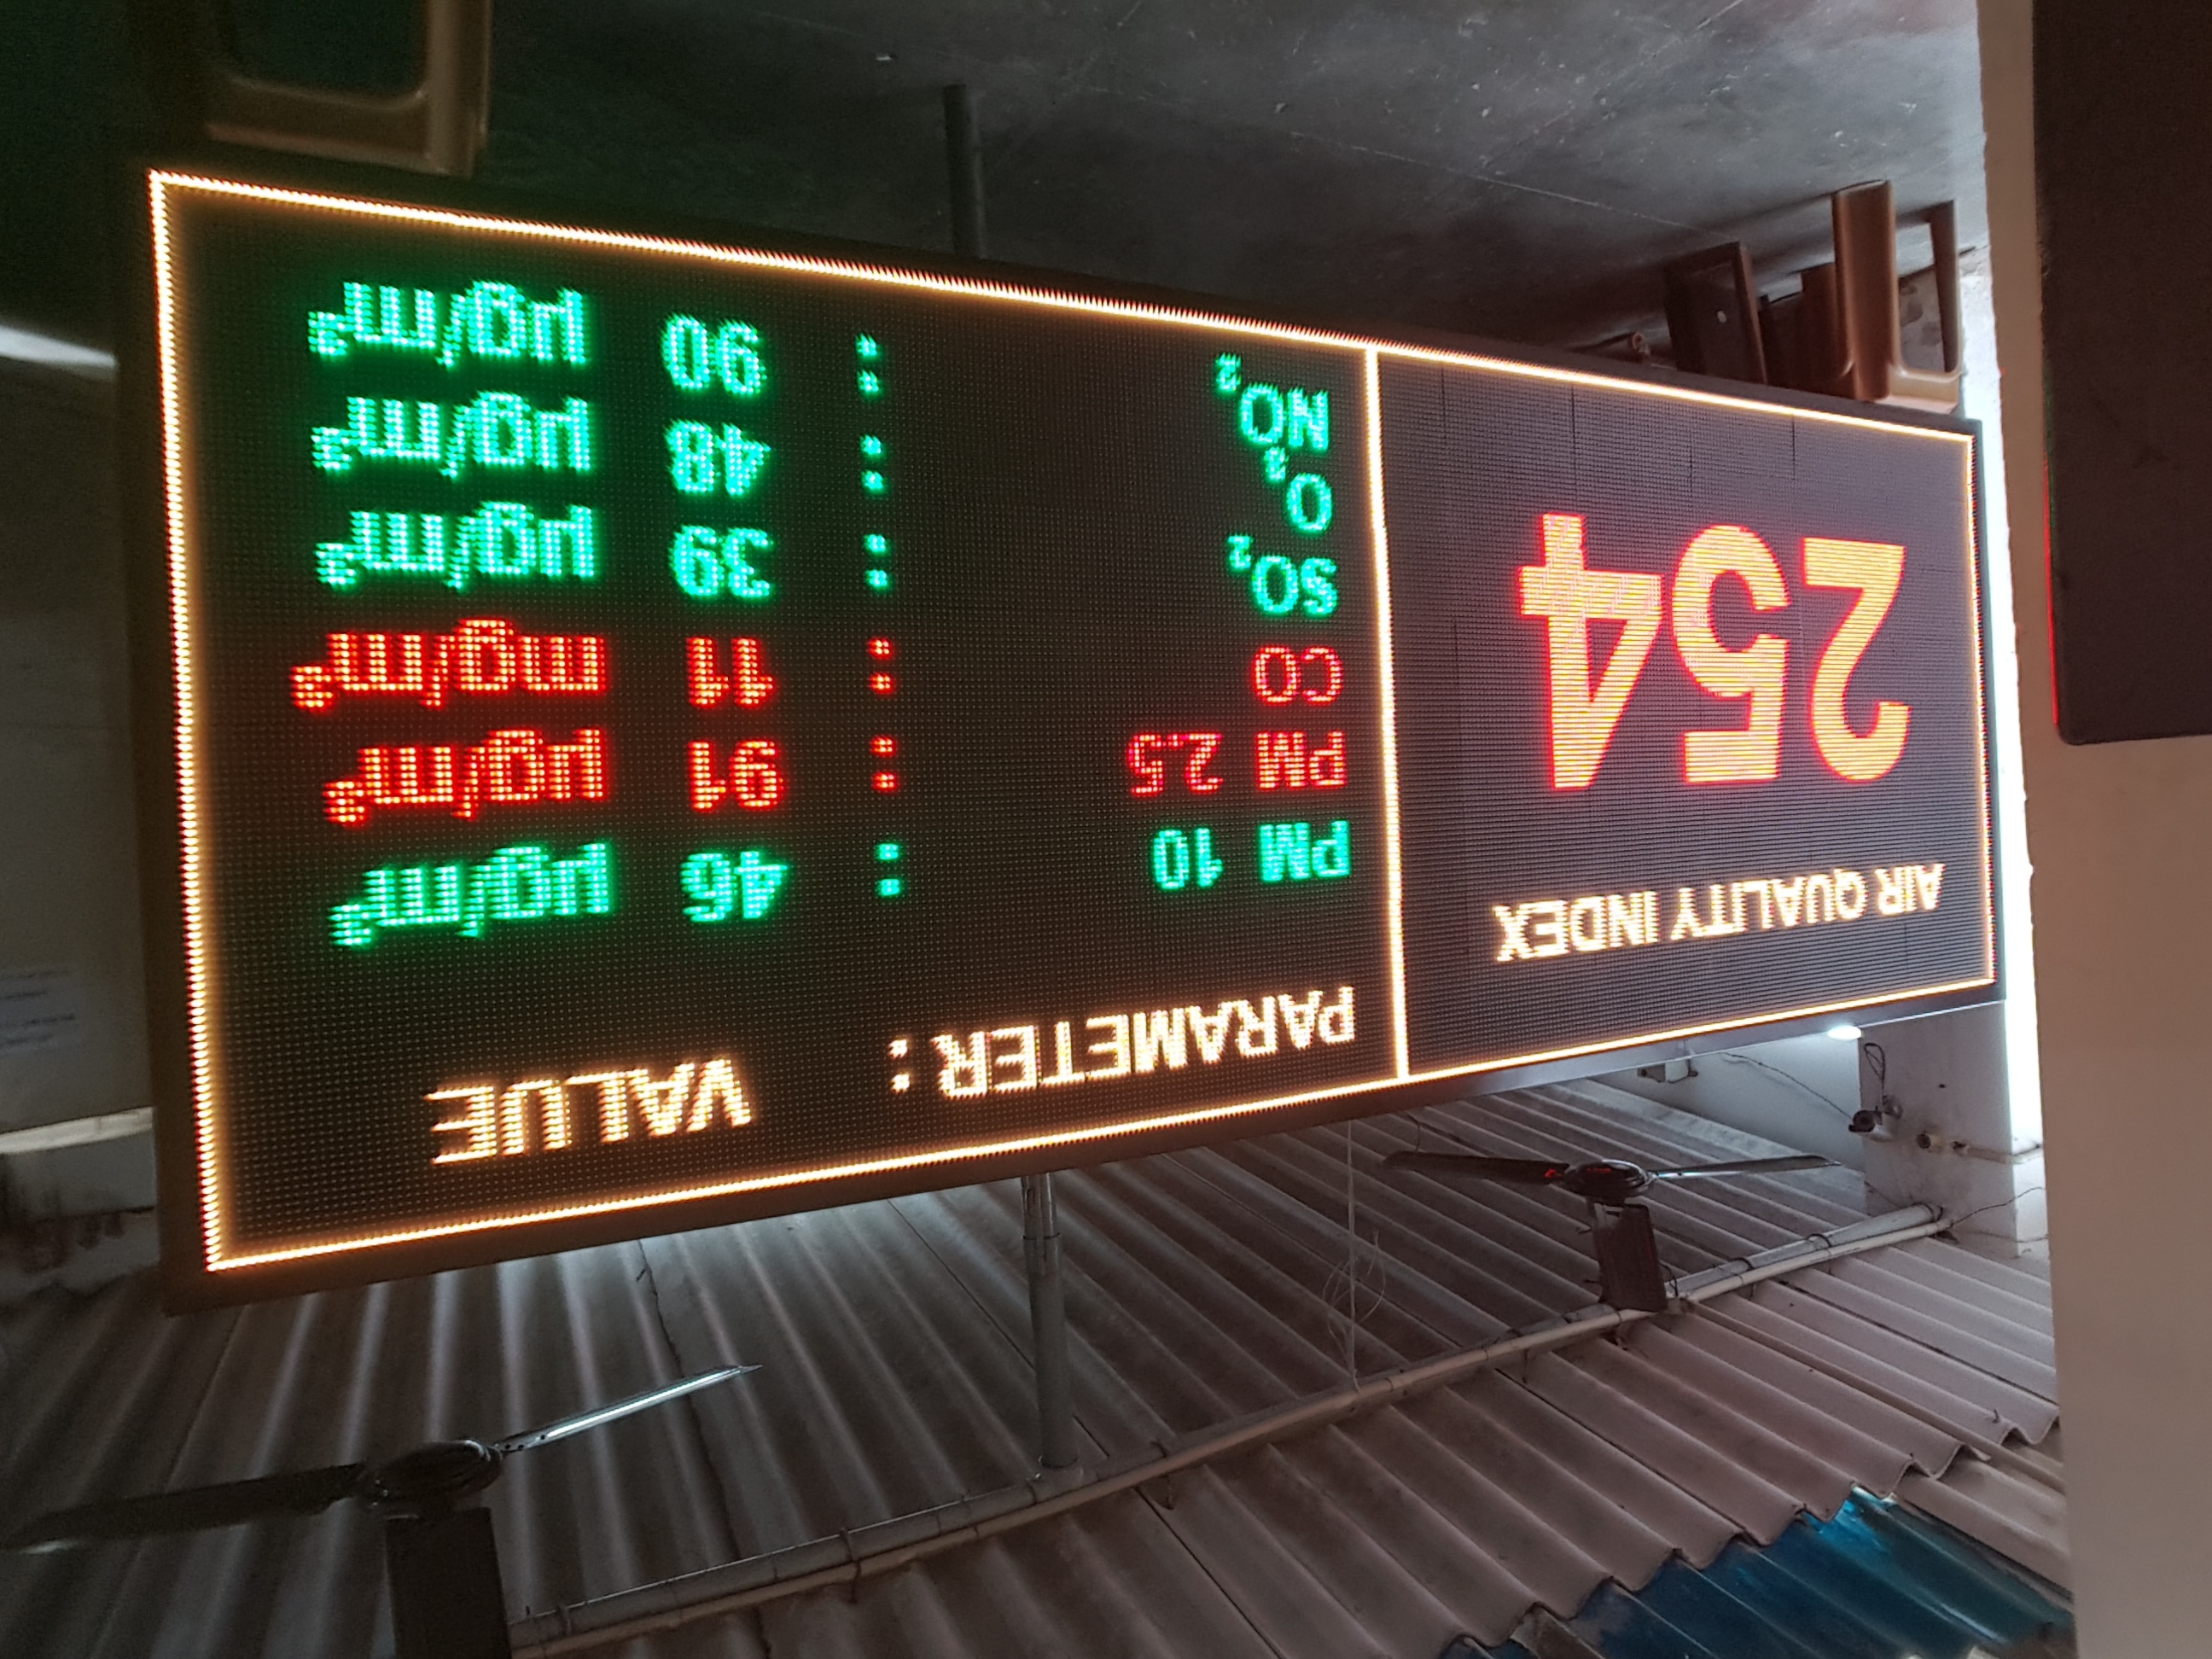 AIR QUALITY INDEX
254
PARAMETER : VALUE
PM 10 : 46 µg/m³
PM 2.5 : 91 µg/m³
CO : 11 mg/m³
SO₂ : 39 µg/m³
O₃ : 48 µg/m³
NO₂ : 90 µg/m³